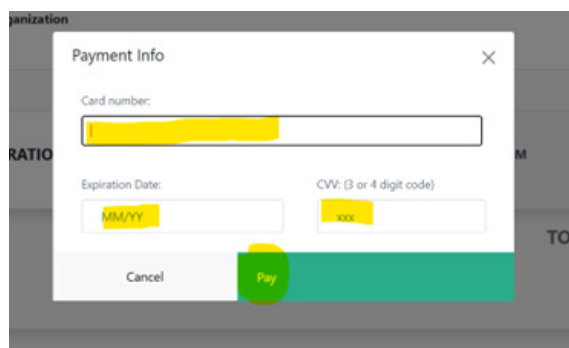 ganization
Payment Info
Card number:
RATIO
M
Expiration Date:
CVV: (3 or 4 digit code)
MM/YY
xxx
TO
Cancel
Pay